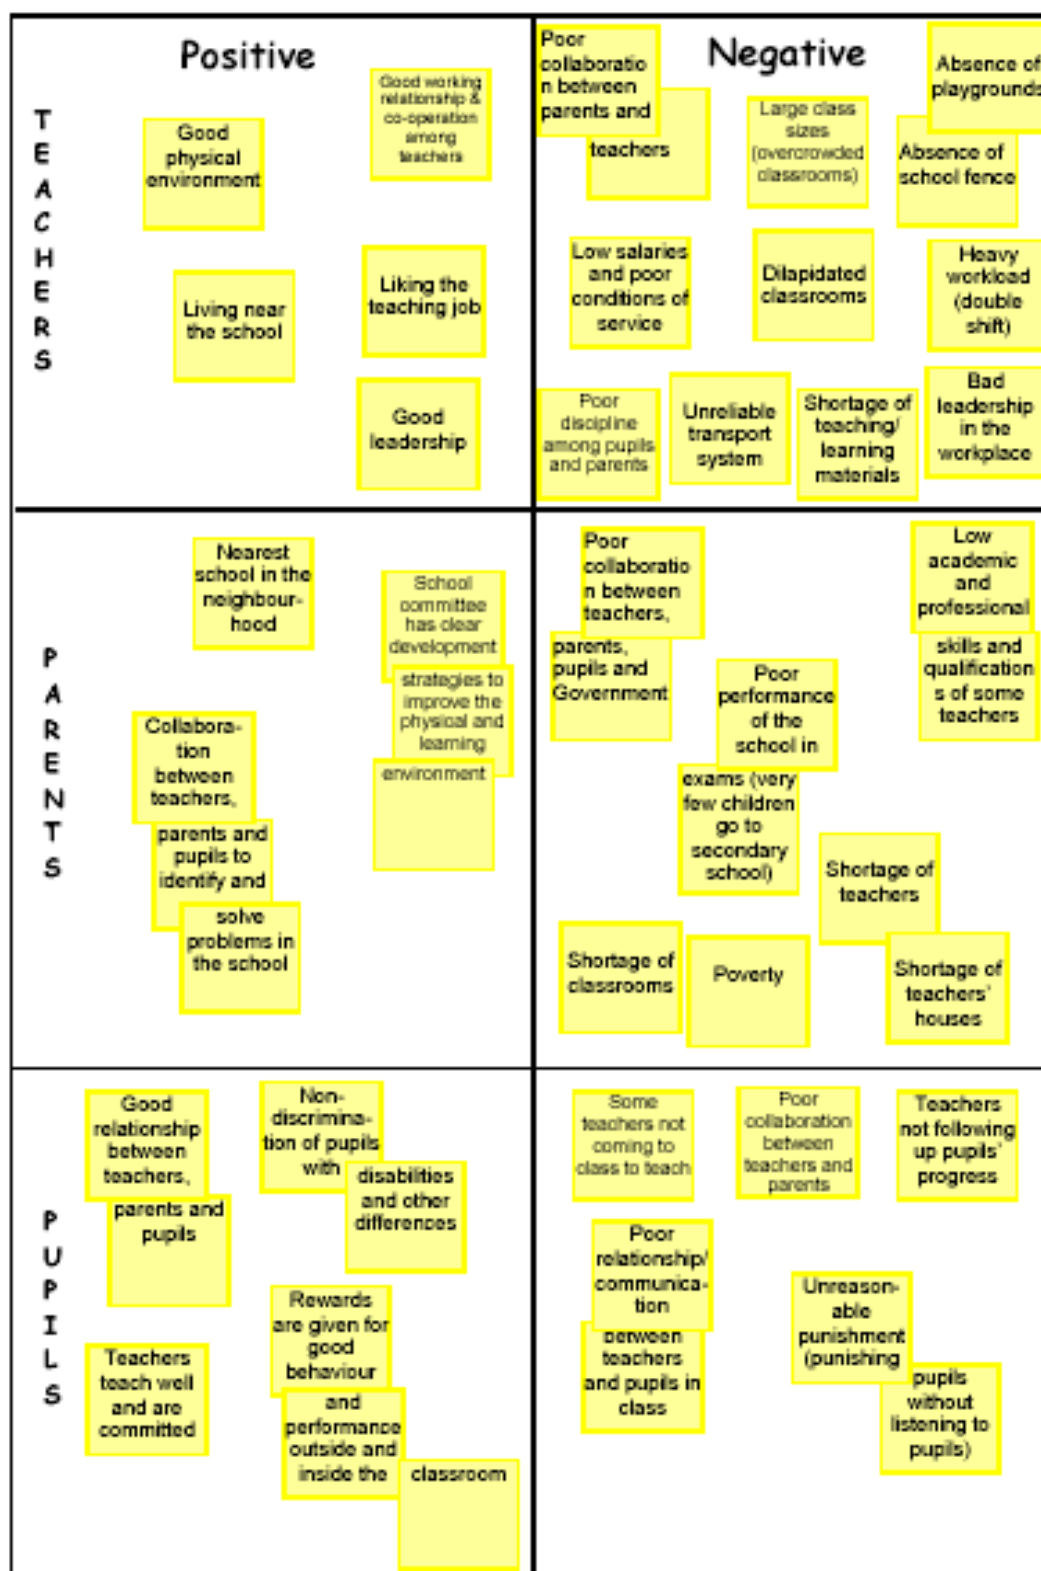 Positive
Negative
TEACHERS
Good
physical
environment
Good working
relationship &
co-operation
among
teachers
Living near
the school
Liking the
teaching job
Good
leadership
Poor
collaboratio
n between
parents and
teachers
Large class
sizes
(overcrowded
classrooms)
Absence of
playgrounds
Absence of
school fence
Low salaries
and poor
conditions of
service
Dilapidated
classrooms
Heavy
workload
(double
shift)
Poor
discipline
among pupils
and parents
Unreliable
transport
system
Shortage of
teaching/
learning
materials
Bad
leadership
in the
workplace
PARENTS
Nearest
school in the
neighbour-
hood
School
committee
has clear
development
strategies to
improve the
physical and
learning
environment
Collabora-
tion
between
teachers,
parents and
pupils to
identify and
solve
problems in
the school
Poor
collaboratio
n between
teachers,
parents,
pupils and
Government
Low
academic
and
professional
skills and
qualification
s of some
teachers
Poor
performance
of the
school in
exams (very
few children
go to
secondary
school)
Shortage of
teachers
Shortage of
classrooms
Poverty
Shortage of
teachers'
houses
PUPILS
Good
relationship
between
teachers,
parents and
pupils
Non-
discrimina-
tion of pupils
with
disabilities
and other
differences
Rewards
are given for
good
behaviour
and
performance
outside and
inside the
classroom
Teachers
teach well
and are
committed
Some
teachers not
coming to
class to teach
Poor
collaboration
between
teachers and
parents
Teachers
not following
up pupils'
progress
Poor
relationship/
communica-
tion
between
teachers
and pupils in
class
Unreason-
able
punishment
(punishing
pupils
without
listening to
pupils)